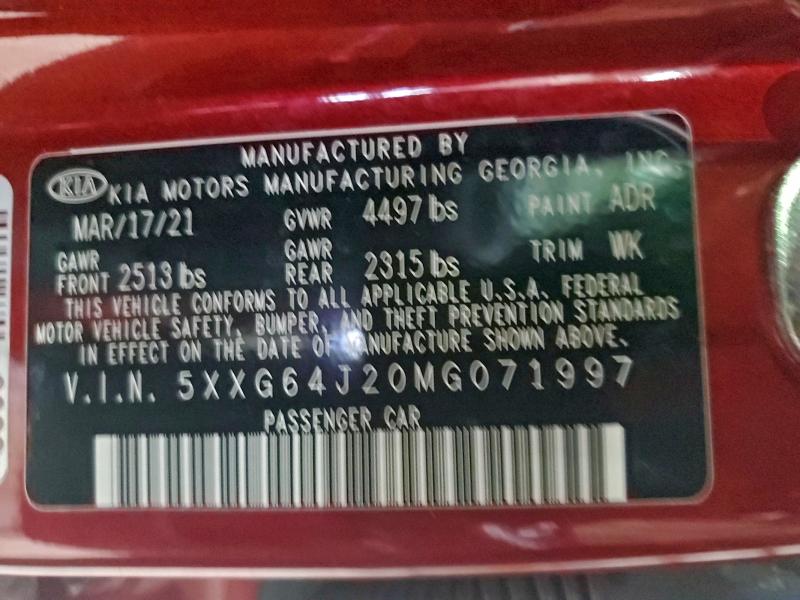 MANUFACTURED BY
KIA KIA MOTORS MANUFACTURING GEORGIA, INC.
MAR/17/21 GVWR 4497 lbs PAINT ADR
GAWR FRONT 2513 lbs GAWR REAR 2315 lbs TRIM WK
THIS VEHICLE CONFORMS TO ALL APPLICABLE U.S.A. FEDERAL
MOTOR VEHICLE SAFETY, BUMPER, AND THEFT PREVENTION STANDARDS
IN EFFECT ON THE DATE OF MANUFACTURE SHOWN ABOVE.
V.I.N. 5XXG64J20MG071997
PASSENGER CAR